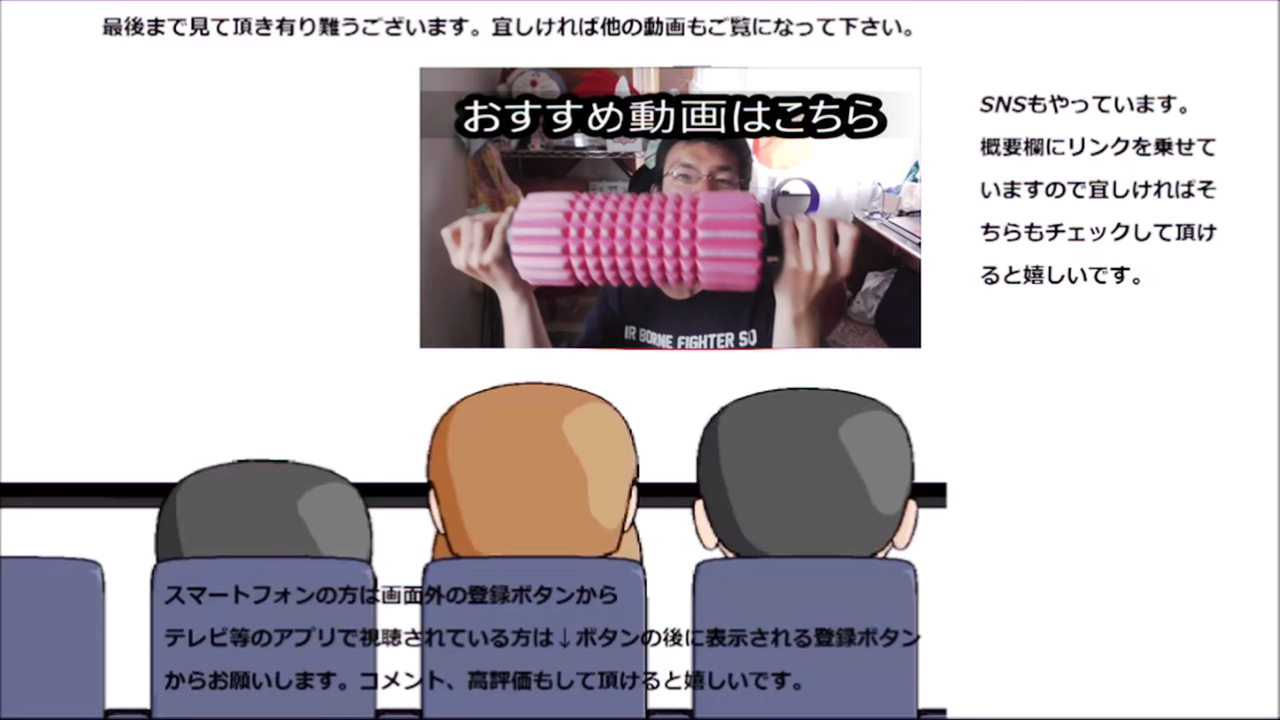 最後まで見て頂き有り難うございます。宜しければ他の動画もご覧になって下さい。
おすすめ動画はこちら
IR BORNE FIGHTER SO
SNSもやっています。
概要欄にリンクを乗せて
いますので宜しければそ
ちらもチェックして頂け
ると嬉しいです。
スマートフォンの方は画面外の登録ボタンから
テレビ等のアプリで視聴されている方は↓ボタンの後に表示される登録ボタン
からお願いします。コメント、高評価もして頂けると嬉しいです。